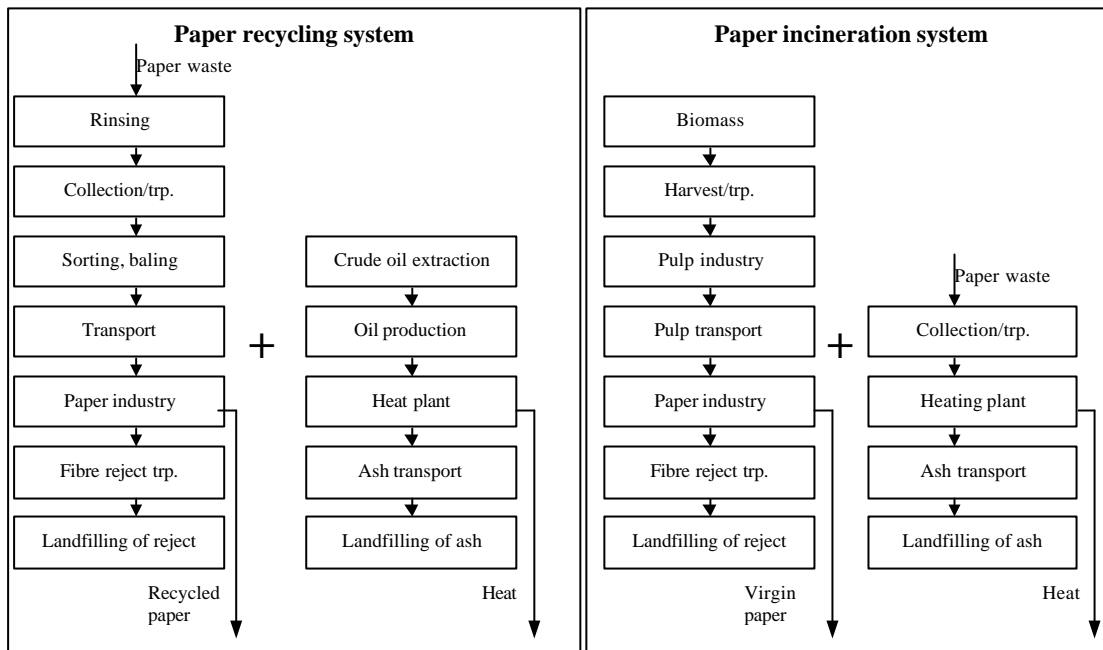 Paper recycling system
Paper waste
Rinsing
Collection/trp.
Sorting, baling
Transport
Paper industry
Fibre reject trp.
Landfilling of reject
Recycled
paper
+
Crude oil extraction
Oil production
Heat plant
Ash transport
Landfilling of ash
Heat
Paper incineration system
Biomass
Harvest/trp.
Pulp industry
Pulp transport
Paper industry
Fibre reject trp.
Landfilling of reject
Virgin
paper
+
Paper waste
Collection/trp.
Heating plant
Ash transport
Landfilling of ash
Heat